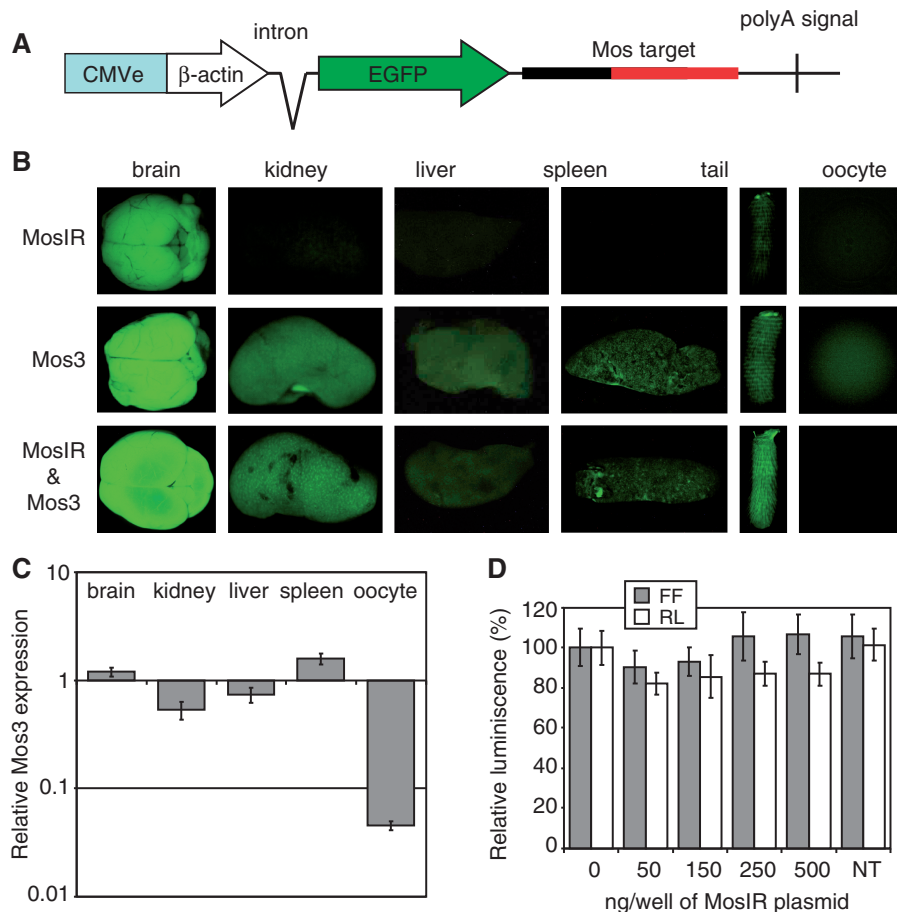 A
CMVe
β-actin
intron
EGFP
Mos target
polyA signal
B
brain kidney liver spleen tail oocyte
MosIR
Mos3
MosIR
&
Mos3
C
Relative Mos3 expression
10
1
0.1
0.01
brain kidney liver spleen oocyte
D
Relative luminiscence (%)
120
100
80
60
40
20
0
FF
RL
0 50 150 250 500 NT
ng/well of MosIR plasmid